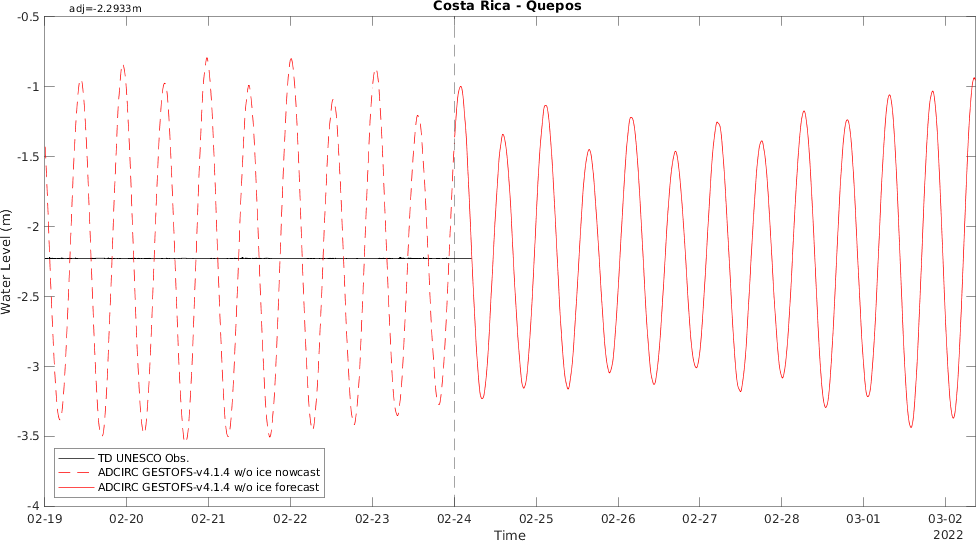 Costa Rica - Quepos
adj=-2.2933m
-0.5
-1
-1.5
-2
-2.5
-3
-3.5
-4
Water Level (m)
TD UNESCO Obs.
ADCIRC GESTOFS-v4.1.4 w/o ice nowcast
ADCIRC GESTOFS-v4.1.4 w/o ice forecast
02-19 02-20 02-21 02-22 02-23 02-24 02-25 02-26 02-27 02-28 03-01 03-02
2022
Time